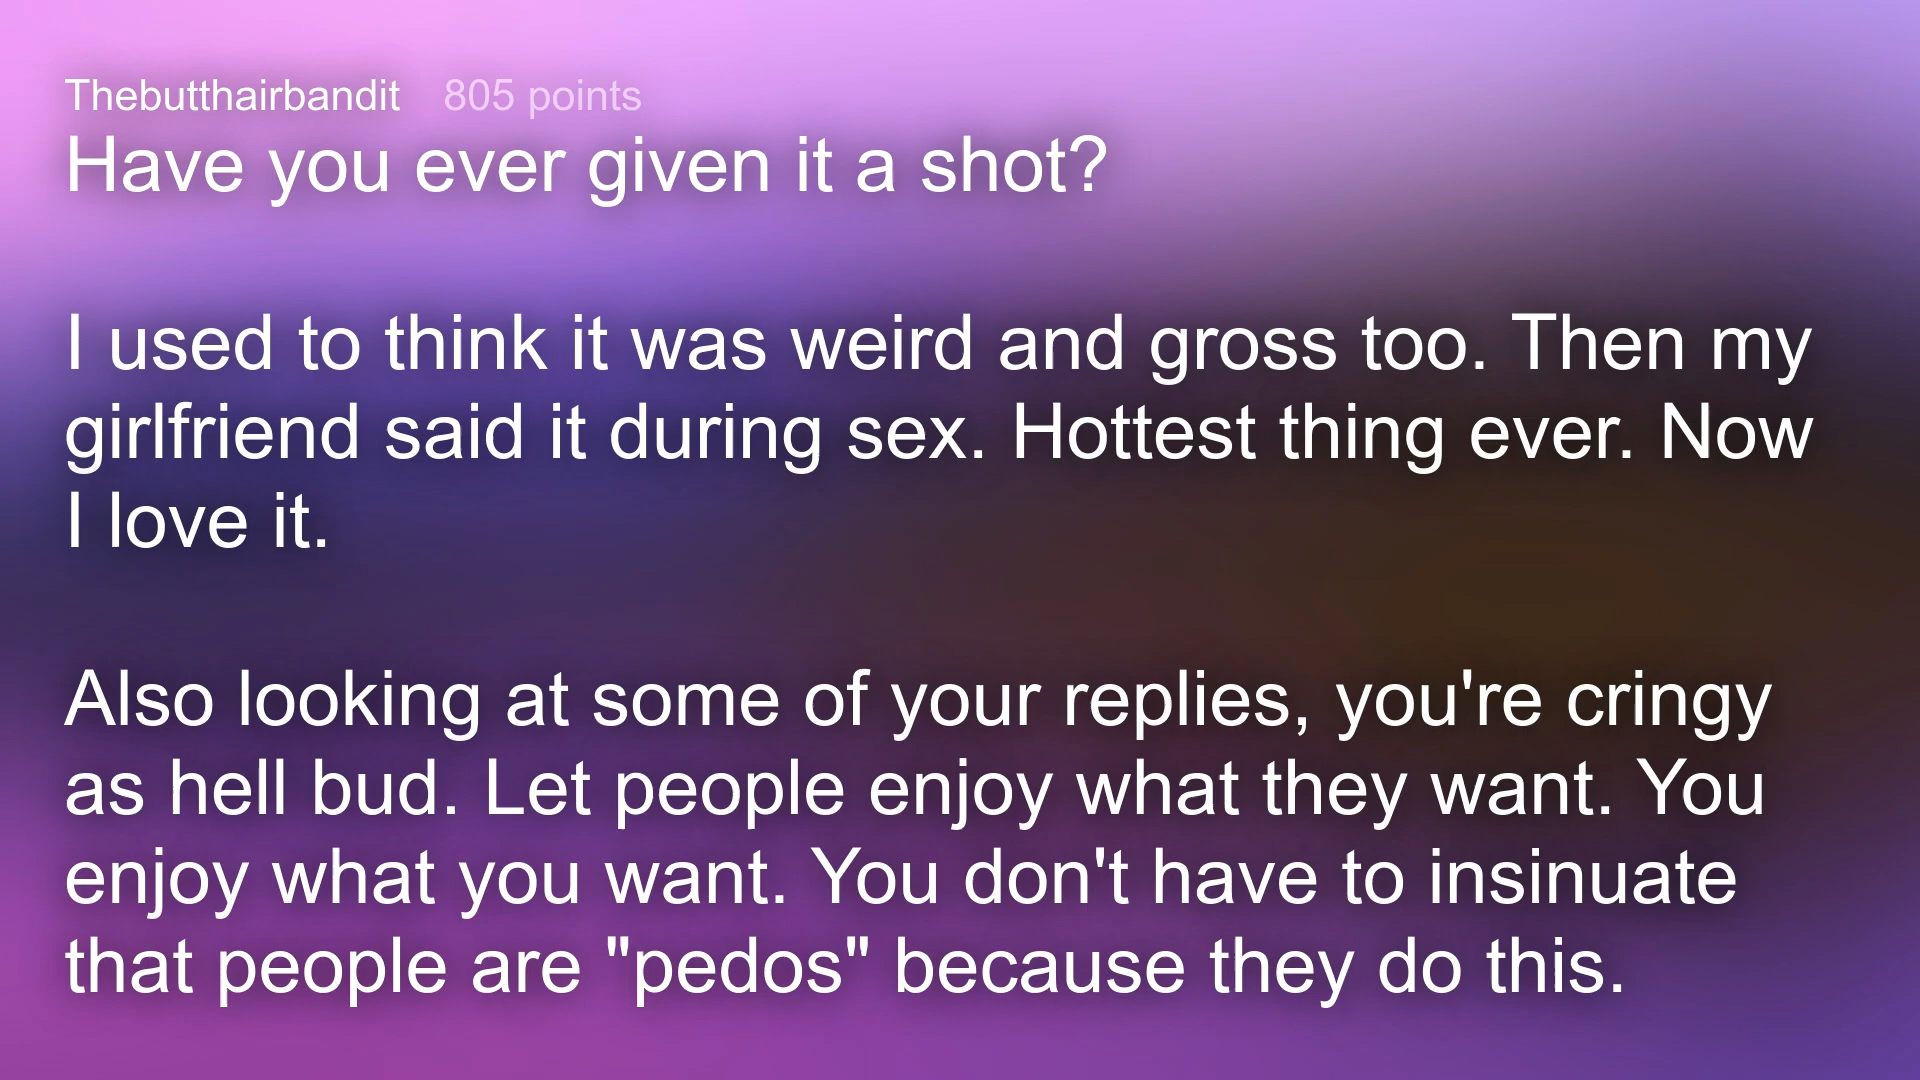 Thebutthairbandit 805 points
Have you ever given it a shot?
I used to think it was weird and gross too. Then my
girlfriend said it during sex. Hottest thing ever. Now
I love it.
Also looking at some of your replies, you're cringy
as hell bud. Let people enjoy what they want. You
enjoy what you want. You don't have to insinuate
that people are "pedos" because they do this.